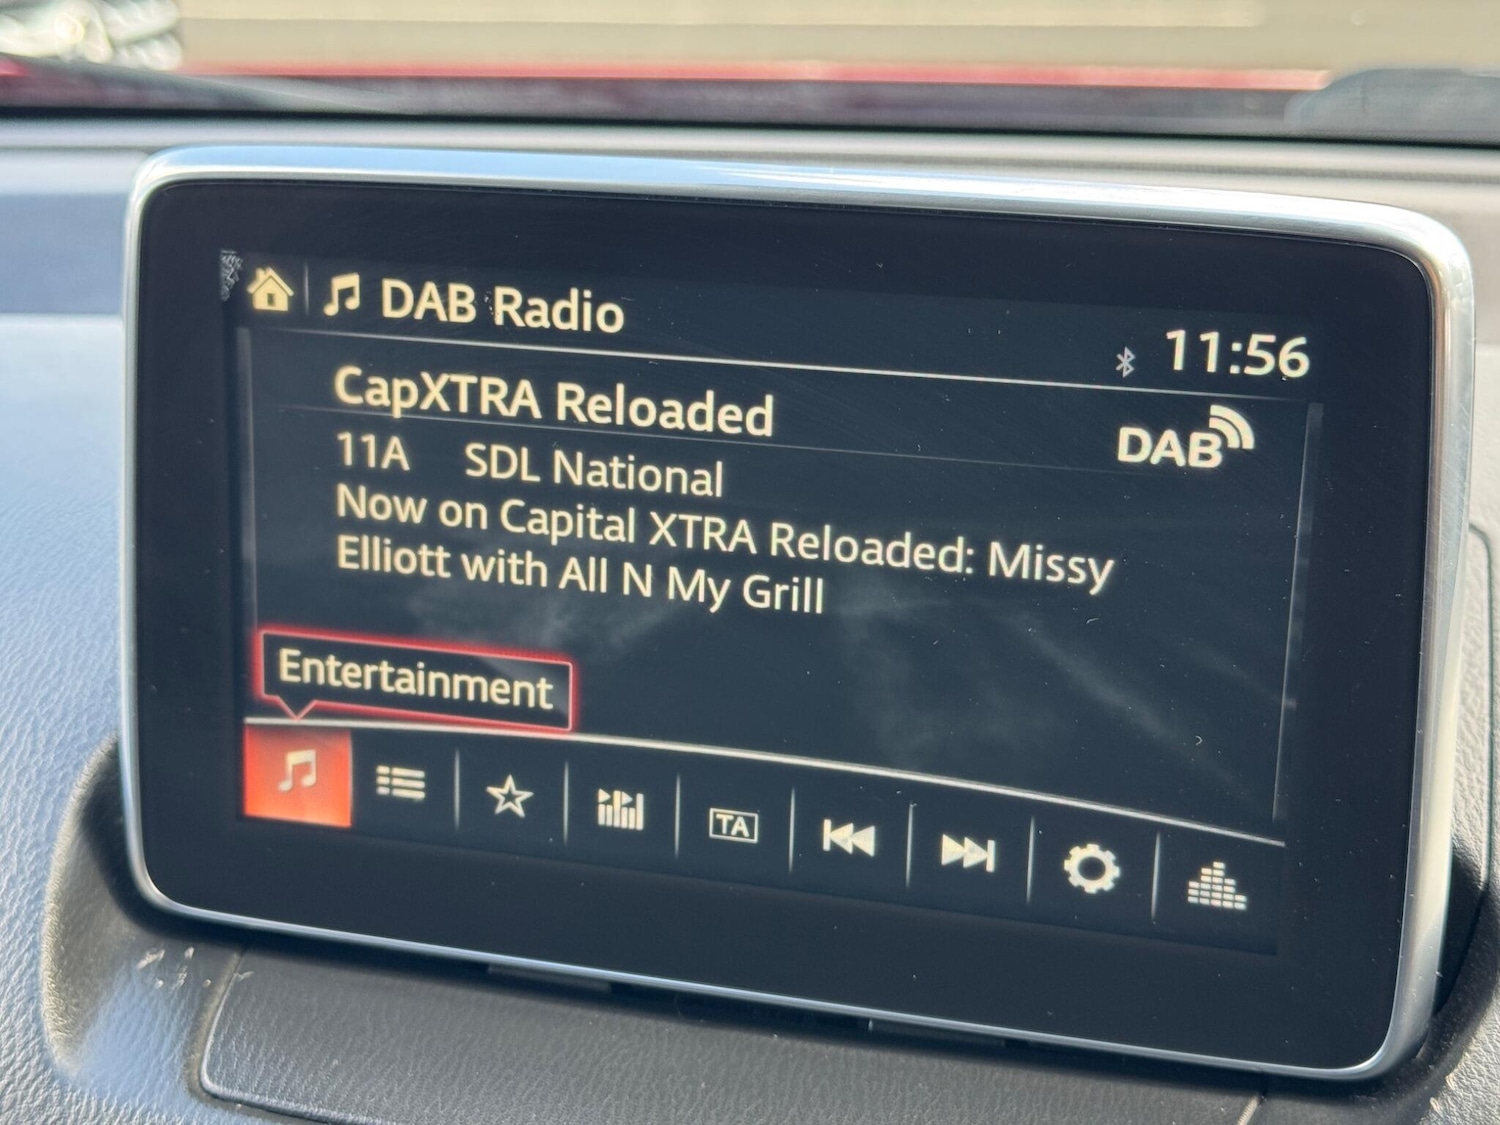 DAB Radio
11:56
CapXTRA Reloaded
DAB
11A SDL National
Now on Capital XTRA Reloaded: Missy
Elliott with All N My Grill
Entertainment
TA